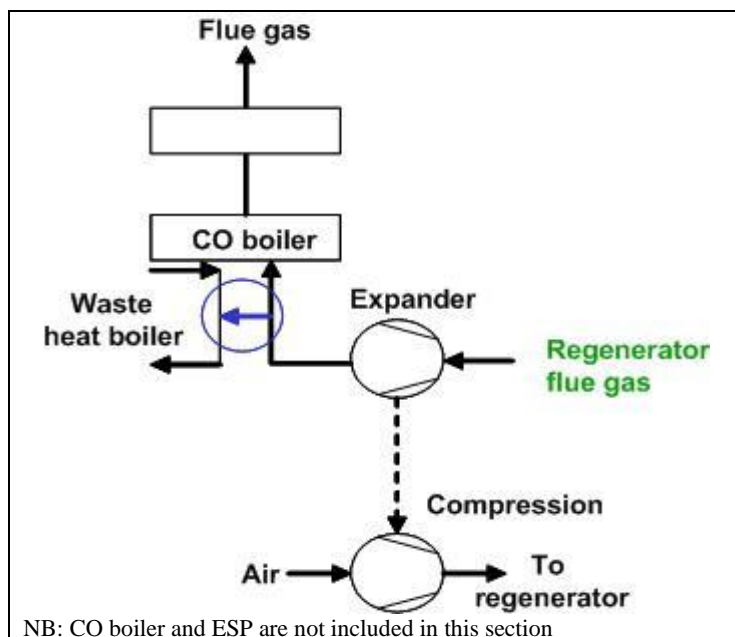 Flue gas
CO boiler
Waste
heat boiler
Expander
Regenerator
flue gas
Compression
Air
To
regenerator
NB: CO boiler and ESP are not included in this section